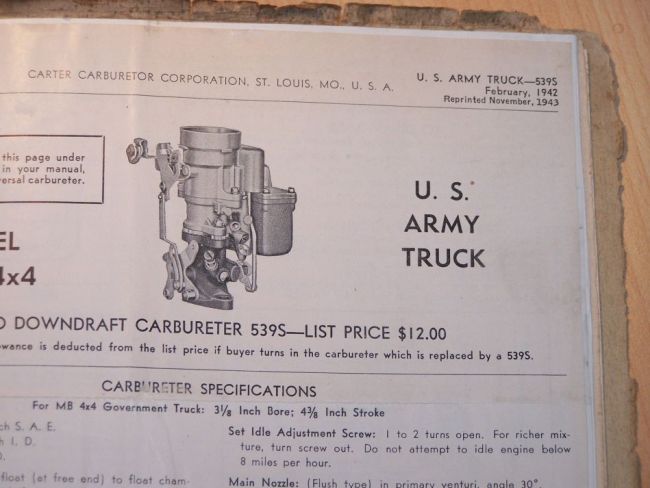 CARTER CARBURETOR CORPORATION, ST. LOUIS, MO., U. S. A.
U. S. ARMY TRUCK—539S
February, 1942
Reprinted November, 1943
this page under
in your manual,
versal carbureter.
U. S.
ARMY
TRUCK
EL
4x4
DOWNDRAFT CARBURETER 539S—LIST PRICE $12.00
owance is deducted from the list price if buyer turns in the carbureter which is replaced by a 539S.
CARBURETER SPECIFICATIONS
For MB 4x4 Government Truck: 3⅛ Inch Bore; 4⅜ Inch Stroke
ch S. A. E.
h I. D.
D.
float (at free end) to float cham-
Set Idle Adjustment Screw: 1 to 2 turns open. For richer mix-
ture, turn screw out. Do not attempt to idle engine below
8 miles per hour.
Main Nozzle: (Flush type) in primary venturi, angle 30°.